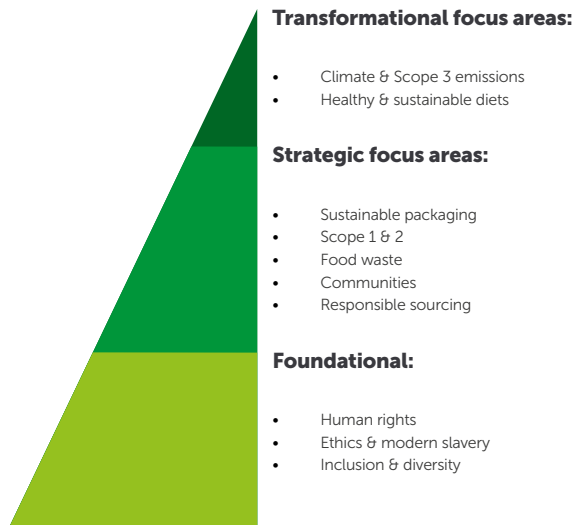 Transformational focus areas:
• Climate & Scope 3 emissions
• Healthy & sustainable diets
Strategic focus areas:
• Sustainable packaging
• Scope 1 & 2
• Food waste
• Communities
• Responsible sourcing
Foundational:
• Human rights
• Ethics & modern slavery
• Inclusion & diversity